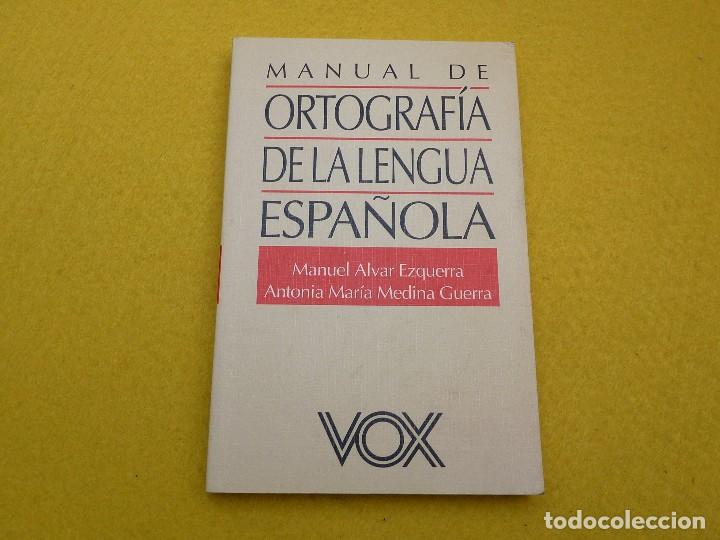 MANUAL DE
ORTOGRAFÍA
DE LA LENGUA
ESPAÑOLA
Manuel Alvar Ezquerra
Antonia María Medina Guerra
VOX
todocoleccion